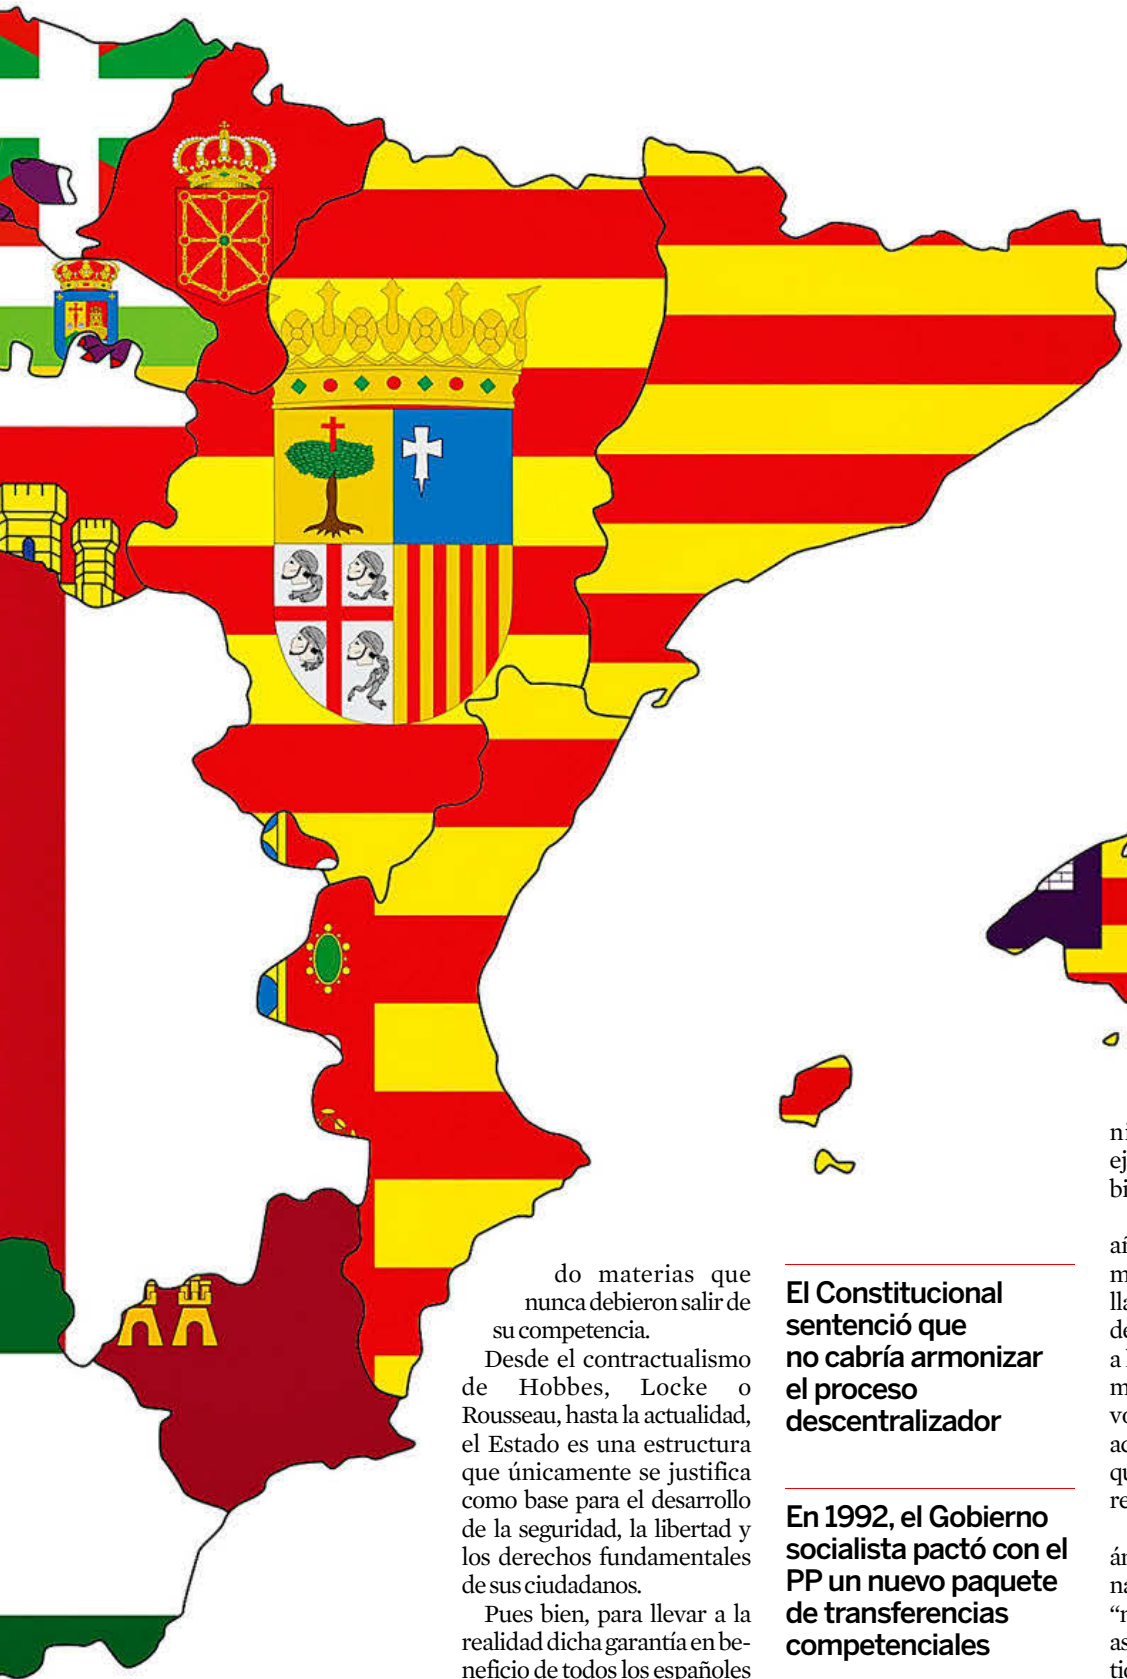 do materias que
nunca debieron salir de
su competencia.
Desde el contractualismo
de Hobbes, Locke o
Rousseau, hasta la actualidad,
el Estado es una estructura
que únicamente se justifica
como base para el desarrollo
de la seguridad, la libertad y
los derechos fundamentales
de sus ciudadanos.
Pues bien, para llevar a la
realidad dicha garantía en be-
neficio de todos los españoles
El Constitucional
sentenció que
no cabría armonizar
el proceso
descentralizador
En 1992, el Gobierno
socialista pactó con el
PP un nuevo paquete
de transferencias
competenciales